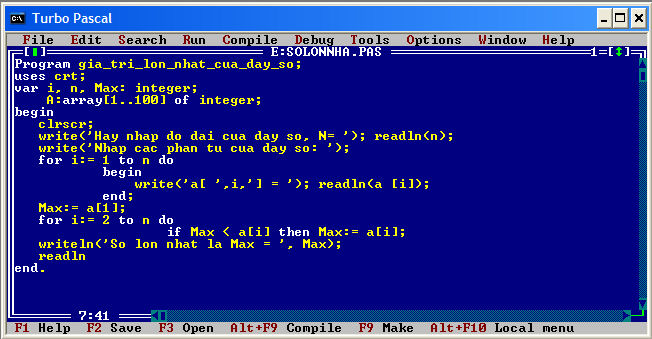 Turbo Pascal
File Edit Search Run Compile Debug Tools Options Window Help
[■] E:SOLONNHA.PAS 1=[↕]
Program gia_tri_lon_nhat_cua_day_so;
uses crt;
var i, n, Max: integer;
A:array[1..100] of integer;
begin
clrscr;
write('Hay nhap do dai cua day so, N= '); readln(n);
write('Nhap cac phan tu cua day so: ');
for i:= 1 to n do
begin
write('a[ ',i,'] = '); readln(a [i]);
end;
Max:= a[1];
for i:= 2 to n do
if Max < a[i] then Max:= a[i];
writeln('So lon nhat la Max = ', Max);
readln
end.
7:41
F1 Help F2 Save F3 Open Alt+F9 Compile F9 Make Alt+F10 Local menu